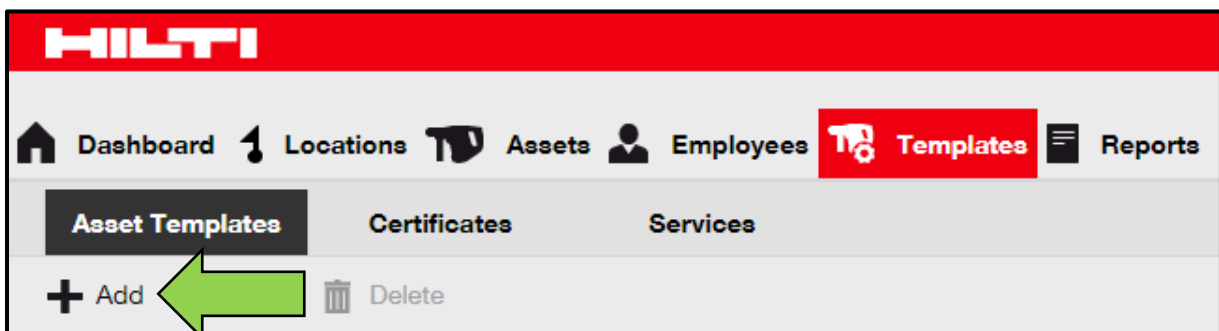 HILTI
Dashboard Locations Assets Employees Templates Reports
Asset Templates Certificates Services
Add Delete